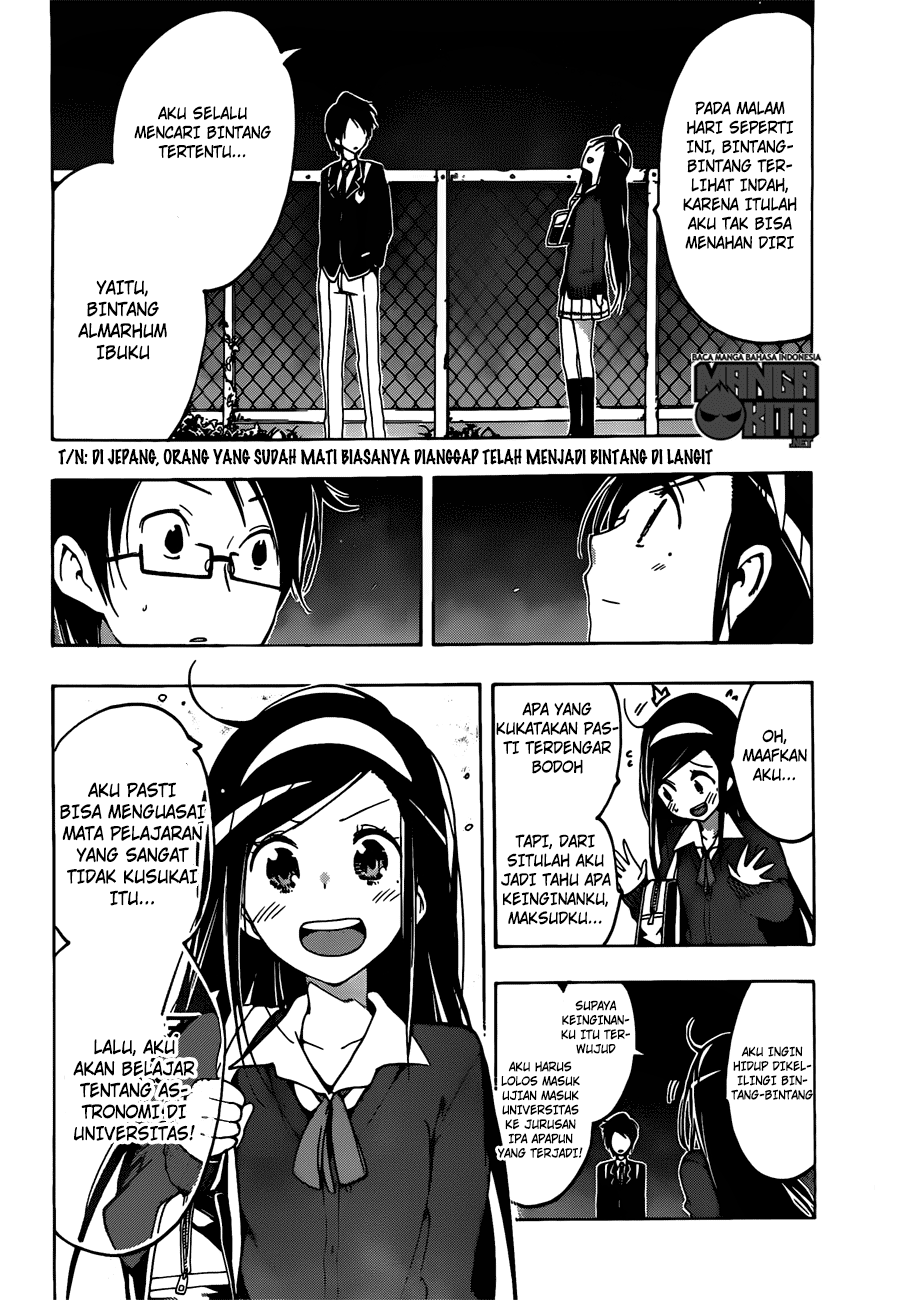 PADA MALAM
HARI SEPERTI
INI, BINTANG-
BINTANG TER-
LIHAT INDAH,
KARENA ITULAH
AKU TAK BISA
MENAHAN DIRI
AKU SELALU
MENCARI BINTANG
TERTENTU...
YAITU,
BINTANG
ALMARHUM
IBUKU
BACA MANGA BAHASA INDONESIA
MANGA
KITA
.NET
T/N: DI JEPANG, ORANG YANG SUDAH MATI BIASANYA DIANGGAP TELAH MENJADI BINTANG DI LANGIT
OH,
MAAFKAN
AKU...
APA YANG
KUKATAKAN PAS-
TI TERDENGAR
BODOH
TAPI, DARI
SITULAH AKU
JADI TAHU APA
KEINGINANKU,
MAKSUDKU...
AKU INGIN
HIDUP DIKEL-
ILINGI BIN-
TANG-BINTANG
SUPAYA
KEINGINAN-
KU ITU TER-
WUJUD
AKU HARUS
LOLOS MASUK
UJIAN MASUK
UNIVERSITAS
KE JURUSAN
IPA APAPUN
YANG TERJADI!
AKU PASTI
BISA MENGUASAI
MATA PELAJARAN
YANG SANGAT
TIDAK KUSUKAI
ITU...
LALU, AKU
AKAN BELAJAR
TENTANG AS-
TRONOMI DI
UNIVERSITAS!